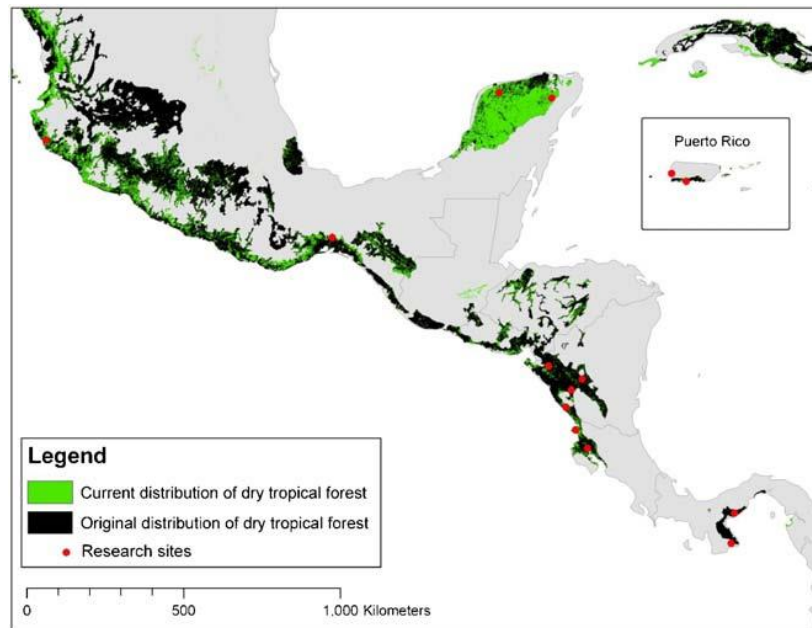 Puerto Rico
Legend
Current distribution of dry tropical forest
Original distribution of dry tropical forest
Research sites
0 500 1.000 Kilometers